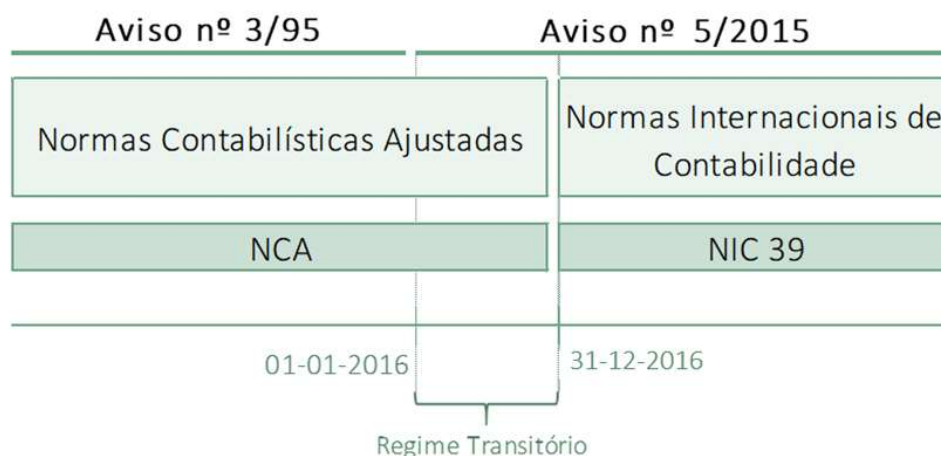 Aviso nº 3/95
Aviso nº 5/2015
Normas Contabilísticas Ajustadas
Normas Internacionais de
Contabilidade
NCA
NIC 39
01-01-2016
31-12-2016
Regime Transitório